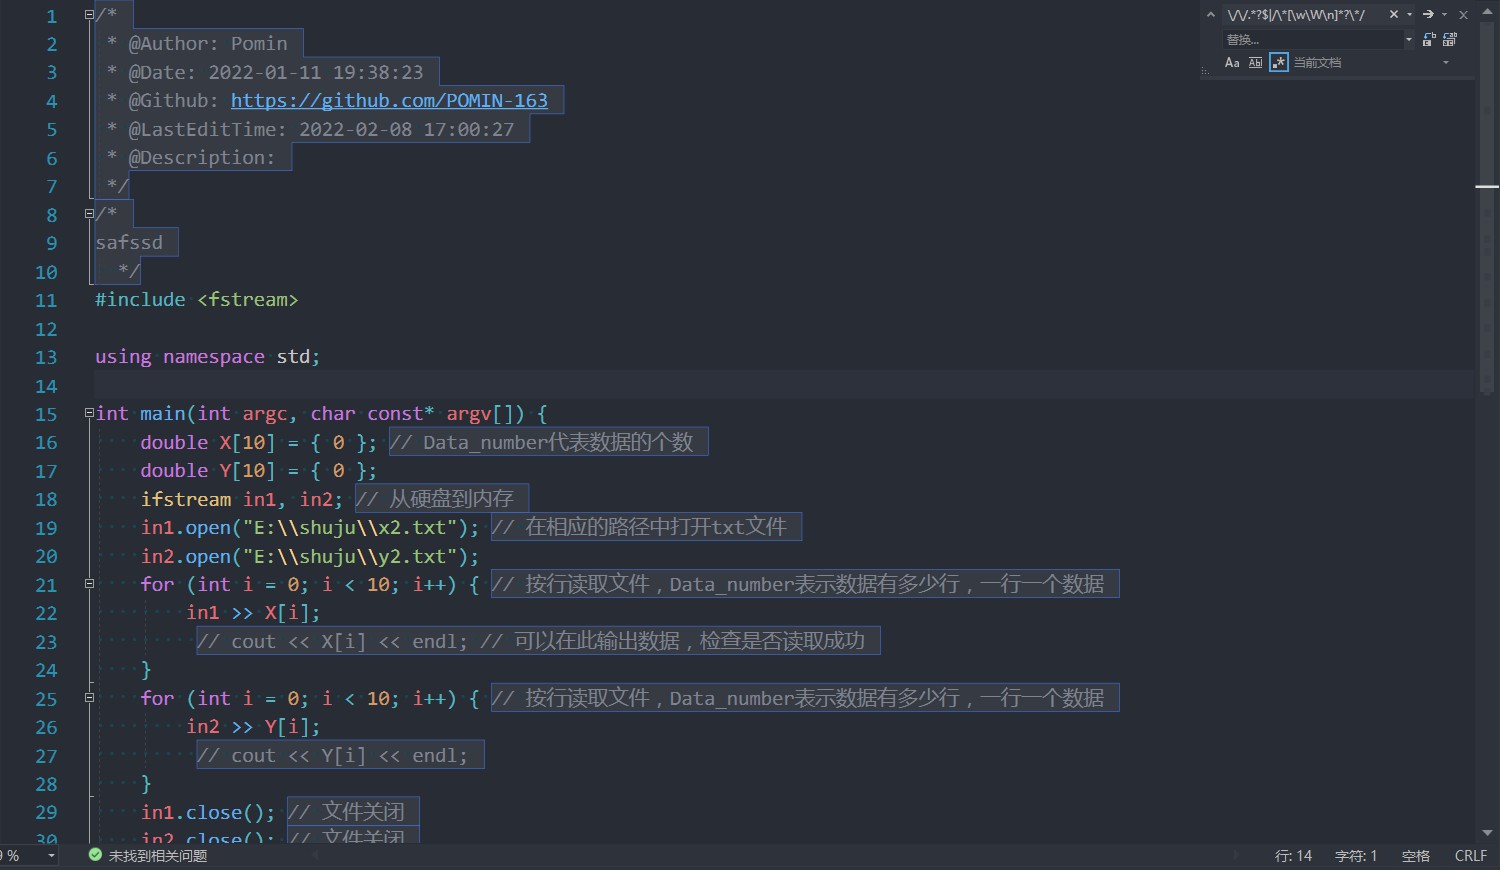 1 /*
2  * @Author: Pomin
3  * @Date: 2022-01-11 19:38:23
4  * @Github: https://github.com/POMIN-163
5  * @LastEditTime: 2022-02-08 17:00:27
6  * @Description:
7  */
8 /*
9 safssd
10   */
11 #include <fstream>
12
13 using namespace std;
14
15 int main(int argc, char const* argv[]) {
16     double X[10] = { 0 }; // Data_number代表数据的个数
17     double Y[10] = { 0 };
18     ifstream in1, in2; // 从硬盘到内存
19     in1.open("E:\\shuju\\x2.txt"); // 在相应的路径中打开txt文件
20     in2.open("E:\\shuju\\y2.txt");
21     for (int i = 0; i < 10; i++) { // 按行读取文件，Data_number表示数据有多少行，一行一个数据
22         in1 >> X[i];
23          // cout << X[i] << endl; // 可以在此输出数据，检查是否读取成功
24     }
25     for (int i = 0; i < 10; i++) { // 按行读取文件，Data_number表示数据有多少行，一行一个数据
26         in2 >> Y[i];
27          // cout << Y[i] << endl;
28     }
29     in1.close(); // 文件关闭
30     in2.close(); // 文件关闭
\/\/.*?$|/\*[\w\W\n]*?\*/
替换...
Aa Ab .* 当前文档
9 % 未找到相关问题 行: 14 字符: 1 空格 CRLF